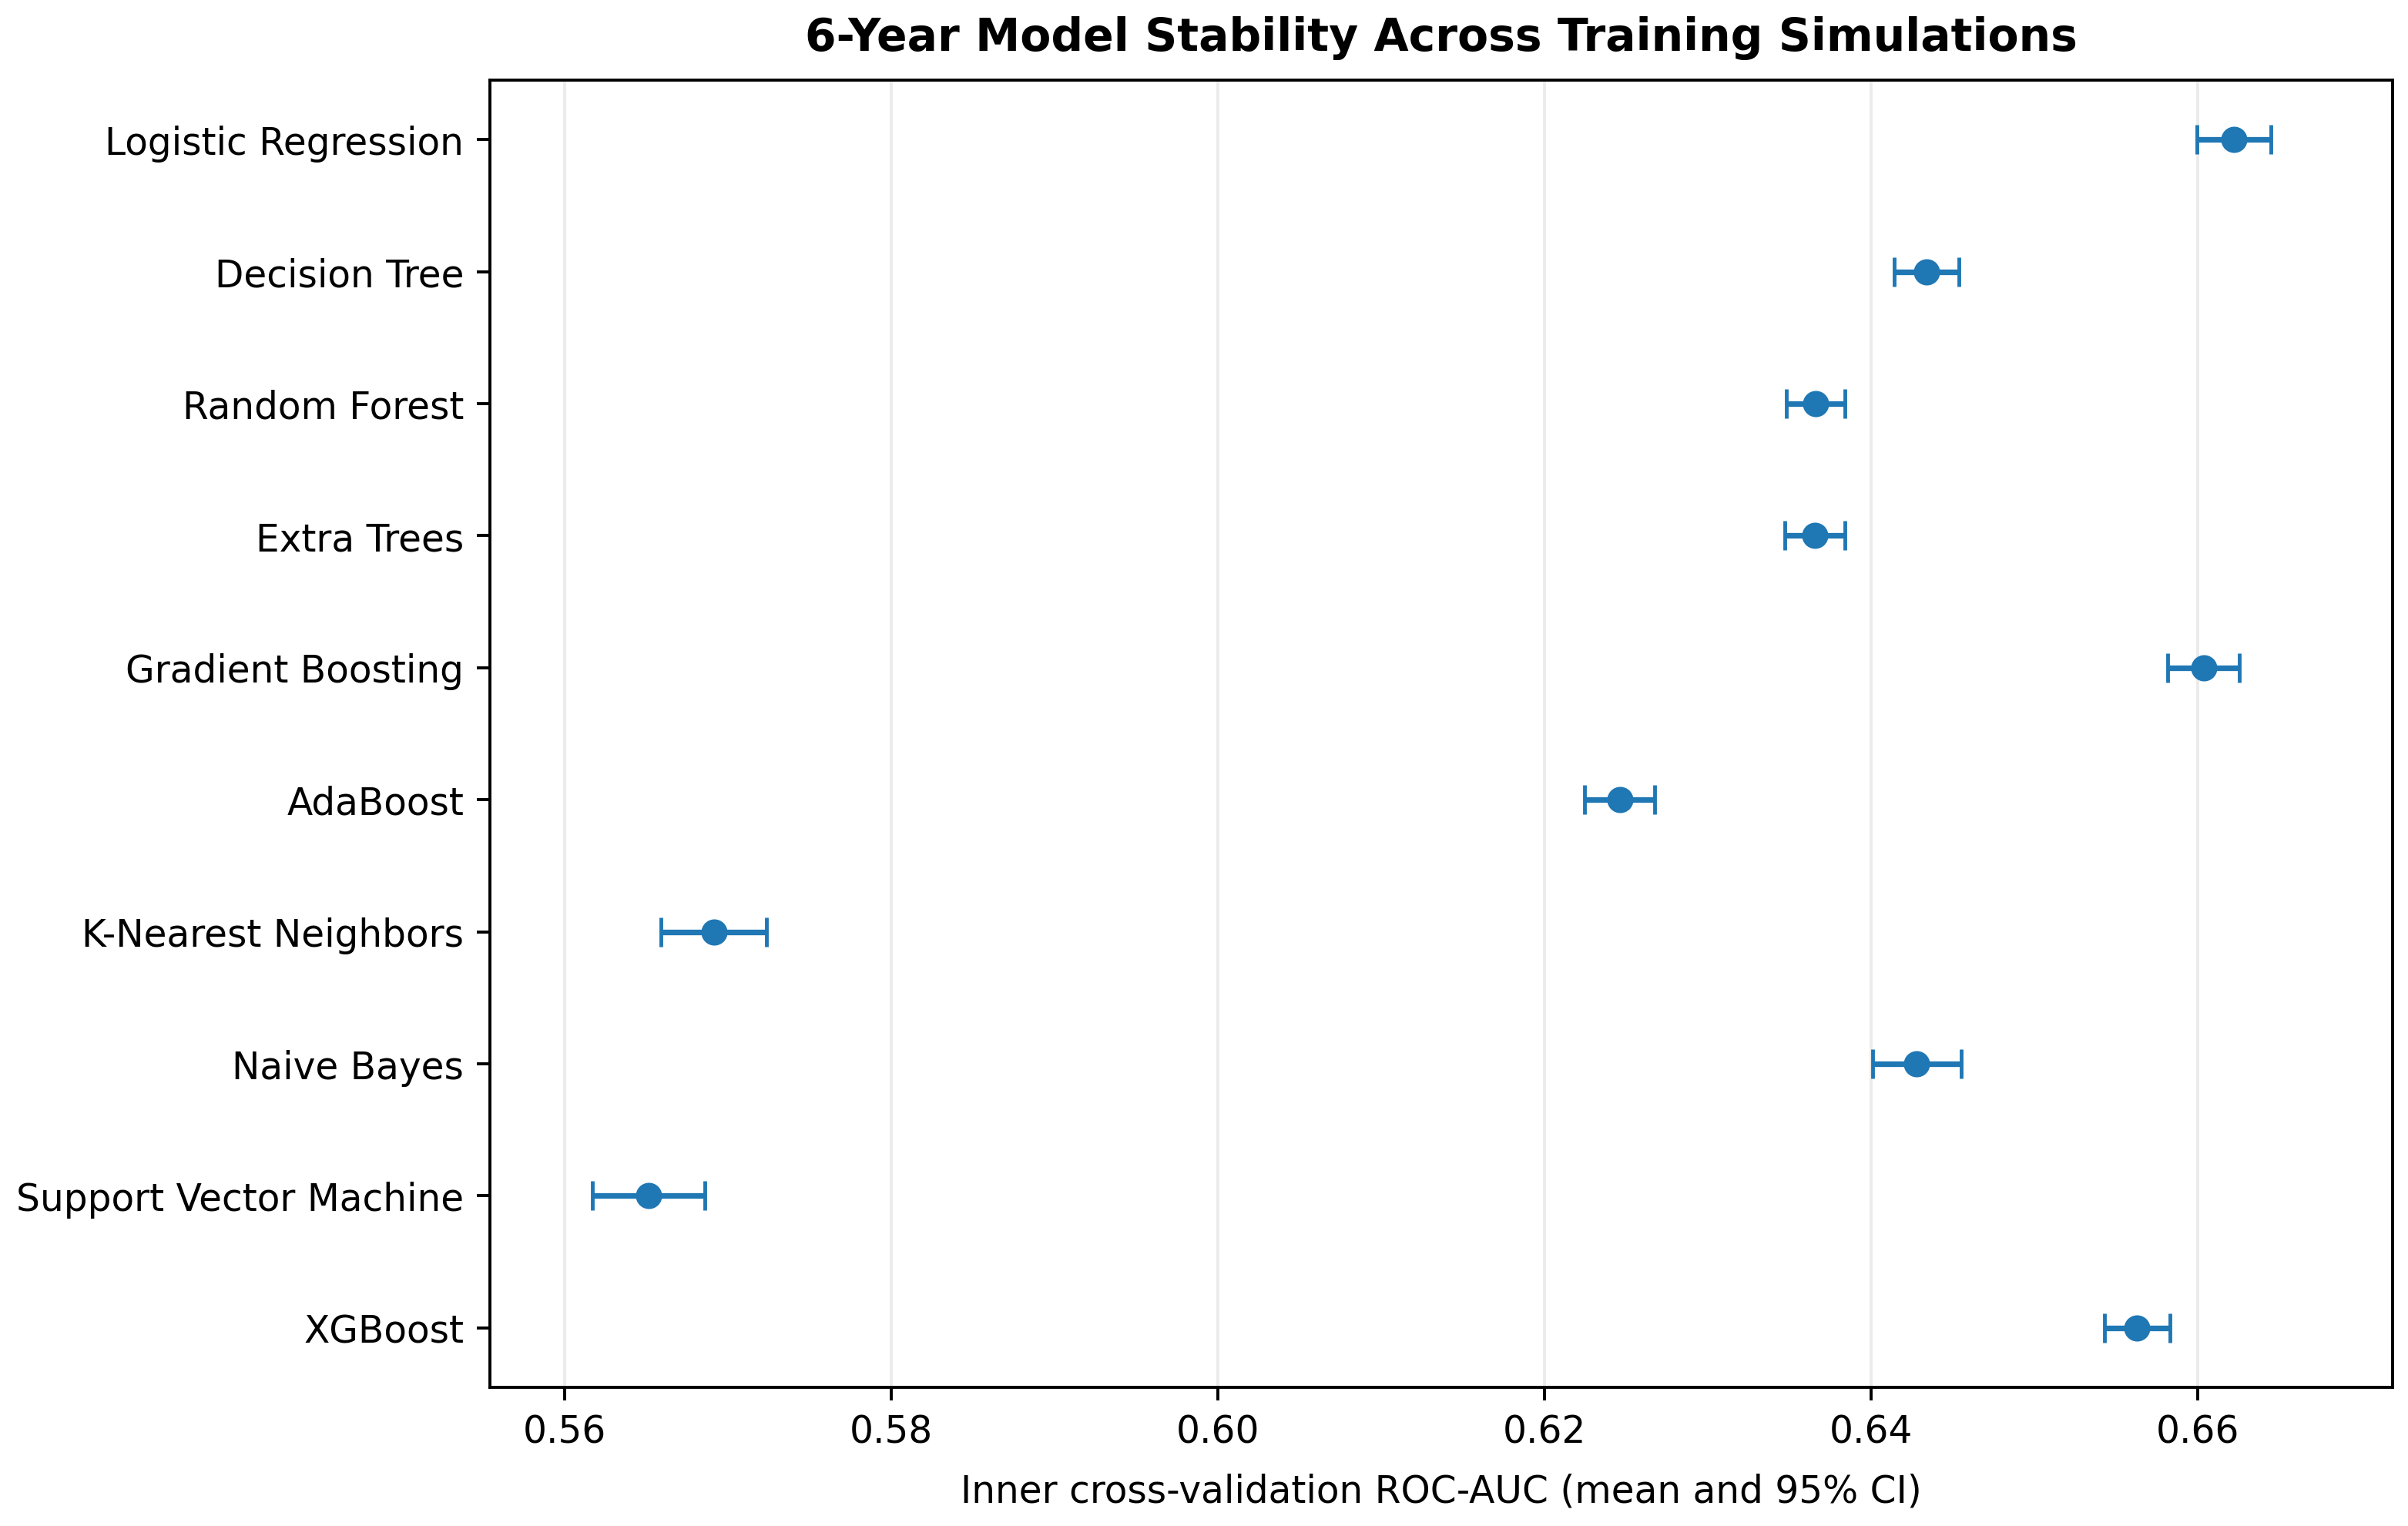 6-Year Model Stability Across Training Simulations
Logistic Regression
Decision Tree
Random Forest
Extra Trees
Gradient Boosting
AdaBoost
K-Nearest Neighbors
Naive Bayes
Support Vector Machine
XGBoost
0.56 0.58 0.60 0.62 0.64 0.66
Inner cross-validation ROC-AUC (mean and 95% CI)